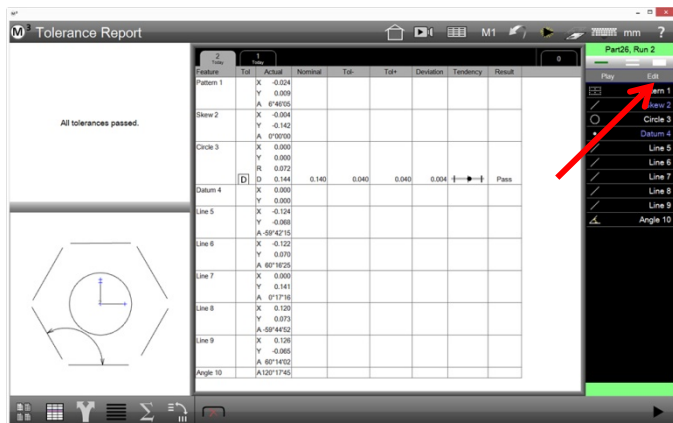 M³
M³ Tolerance Report
M1
mm
?
All tolerances passed.
2
Today
1
Today
0
Feature Tol Actual Nominal Tol- Tol+ Deviation Tendency Result
Pattern 1 X -0.024
Y 0.009
A 6°46'05
Skew 2 X -0.004
Y -0.142
A 0°00'00
Circle 3 X 0.000
Y 0.000
R 0.072
D D 0.144 0.140 0.040 0.040 0.004 Pass
Datum 4 X 0.000
Y 0.000
Line 5 X -0.124
Y -0.068
A -59°42'15
Line 6 X -0.122
Y 0.070
A 60°16'25
Line 7 X 0.000
Y 0.141
A 0°17'16
Line 8 X 0.120
Y 0.073
A -59°44'52
Line 9 X 0.126
Y -0.065
A 60°14'02
Angle 10 A 120°17'45
Part26, Run 2
Play Edit
tern 1
kew 2
Circle 3
Datum 4
Line 5
Line 6
Line 7
Line 8
Line 9
Angle 10